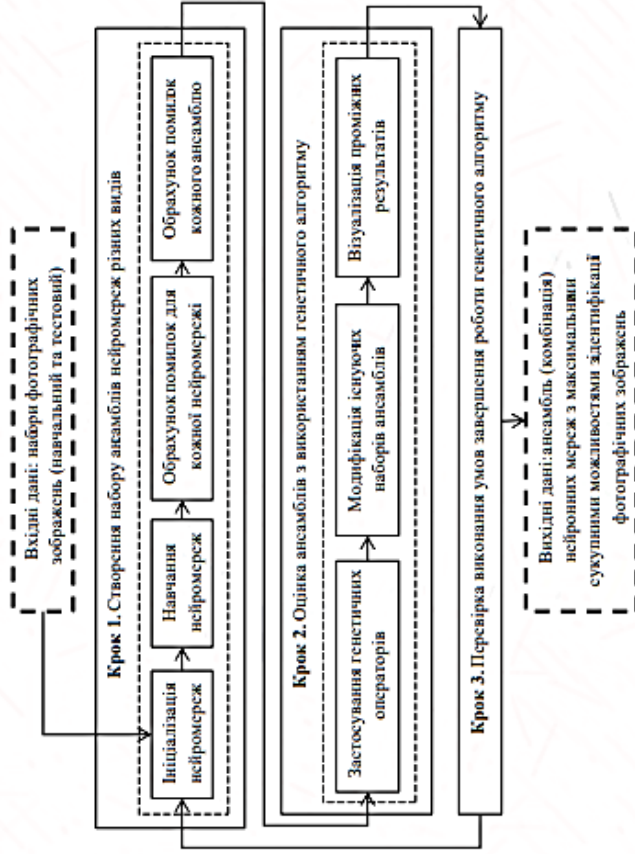 Вхідні дані: набори фотографічних
зображень (навчальний та тестовий)
Крок 1. Створення набору ансамблів нейромереж різних видів
Ініціалізація
нейромереж
Навчання
нейромереж
Обрахунок помилок для
кожної нейромережі
Обрахунок помилок
кожного ансамблю
Крок 2. Оцінка ансамблів з використанням генетичного алгоритму
Застосування генетичних
операторів
Модифікація існуючих
наборів ансамблів
Візуалізація проміжних
результатів
Крок 3. Перевірка виконання умов завершення роботи генетичного алгоритму
Вихідні дані:ансамбль (комбінація)
нейронних мереж з максимальними
сукупними можливостями ідентифікації
фотографічних зображень